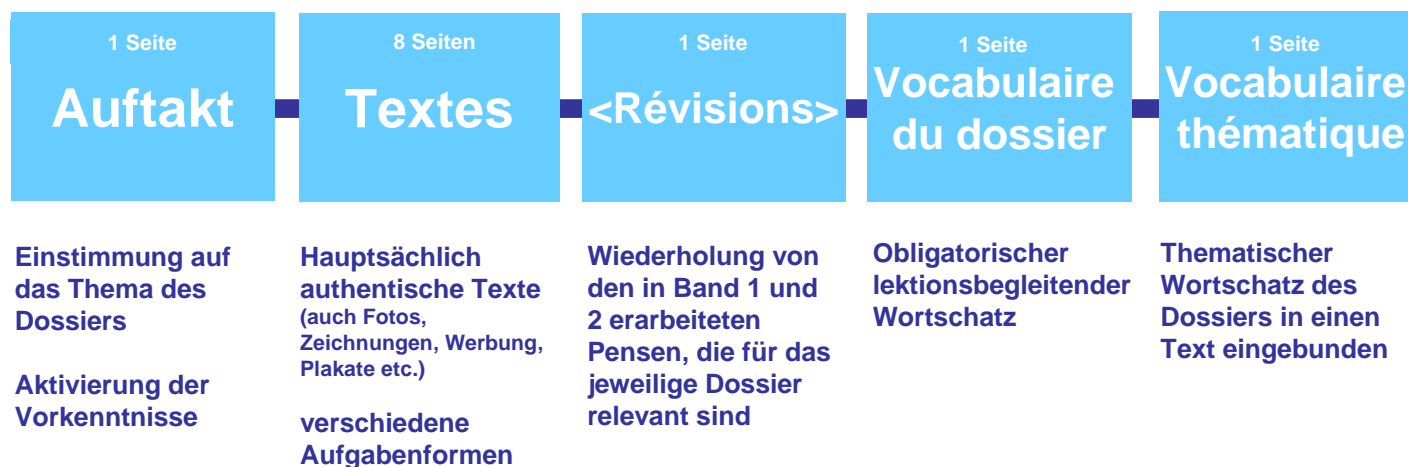 1 Seite
Auftakt
8 Seiten
Textes
1 Seite
<Révisions>
1 Seite
Vocabulaire
du dossier
1 Seite
Vocabulaire
thématique
Einstimmung auf
das Thema des
Dossiers
Aktivierung der
Vorkenntnisse
Hauptsächlich
authentische Texte
(auch Fotos,
Zeichnungen, Werbung,
Plakate etc.)
verschiedene
Aufgabenformen
Wiederholung von
den in Band 1 und
2 erarbeiteten
Pensen, die für das
jeweilige Dossier
relevant sind
Obligatorischer
lektionsbegleitender
Wortschatz
Thematischer
Wortschatz des
Dossiers in einen
Text eingebunden